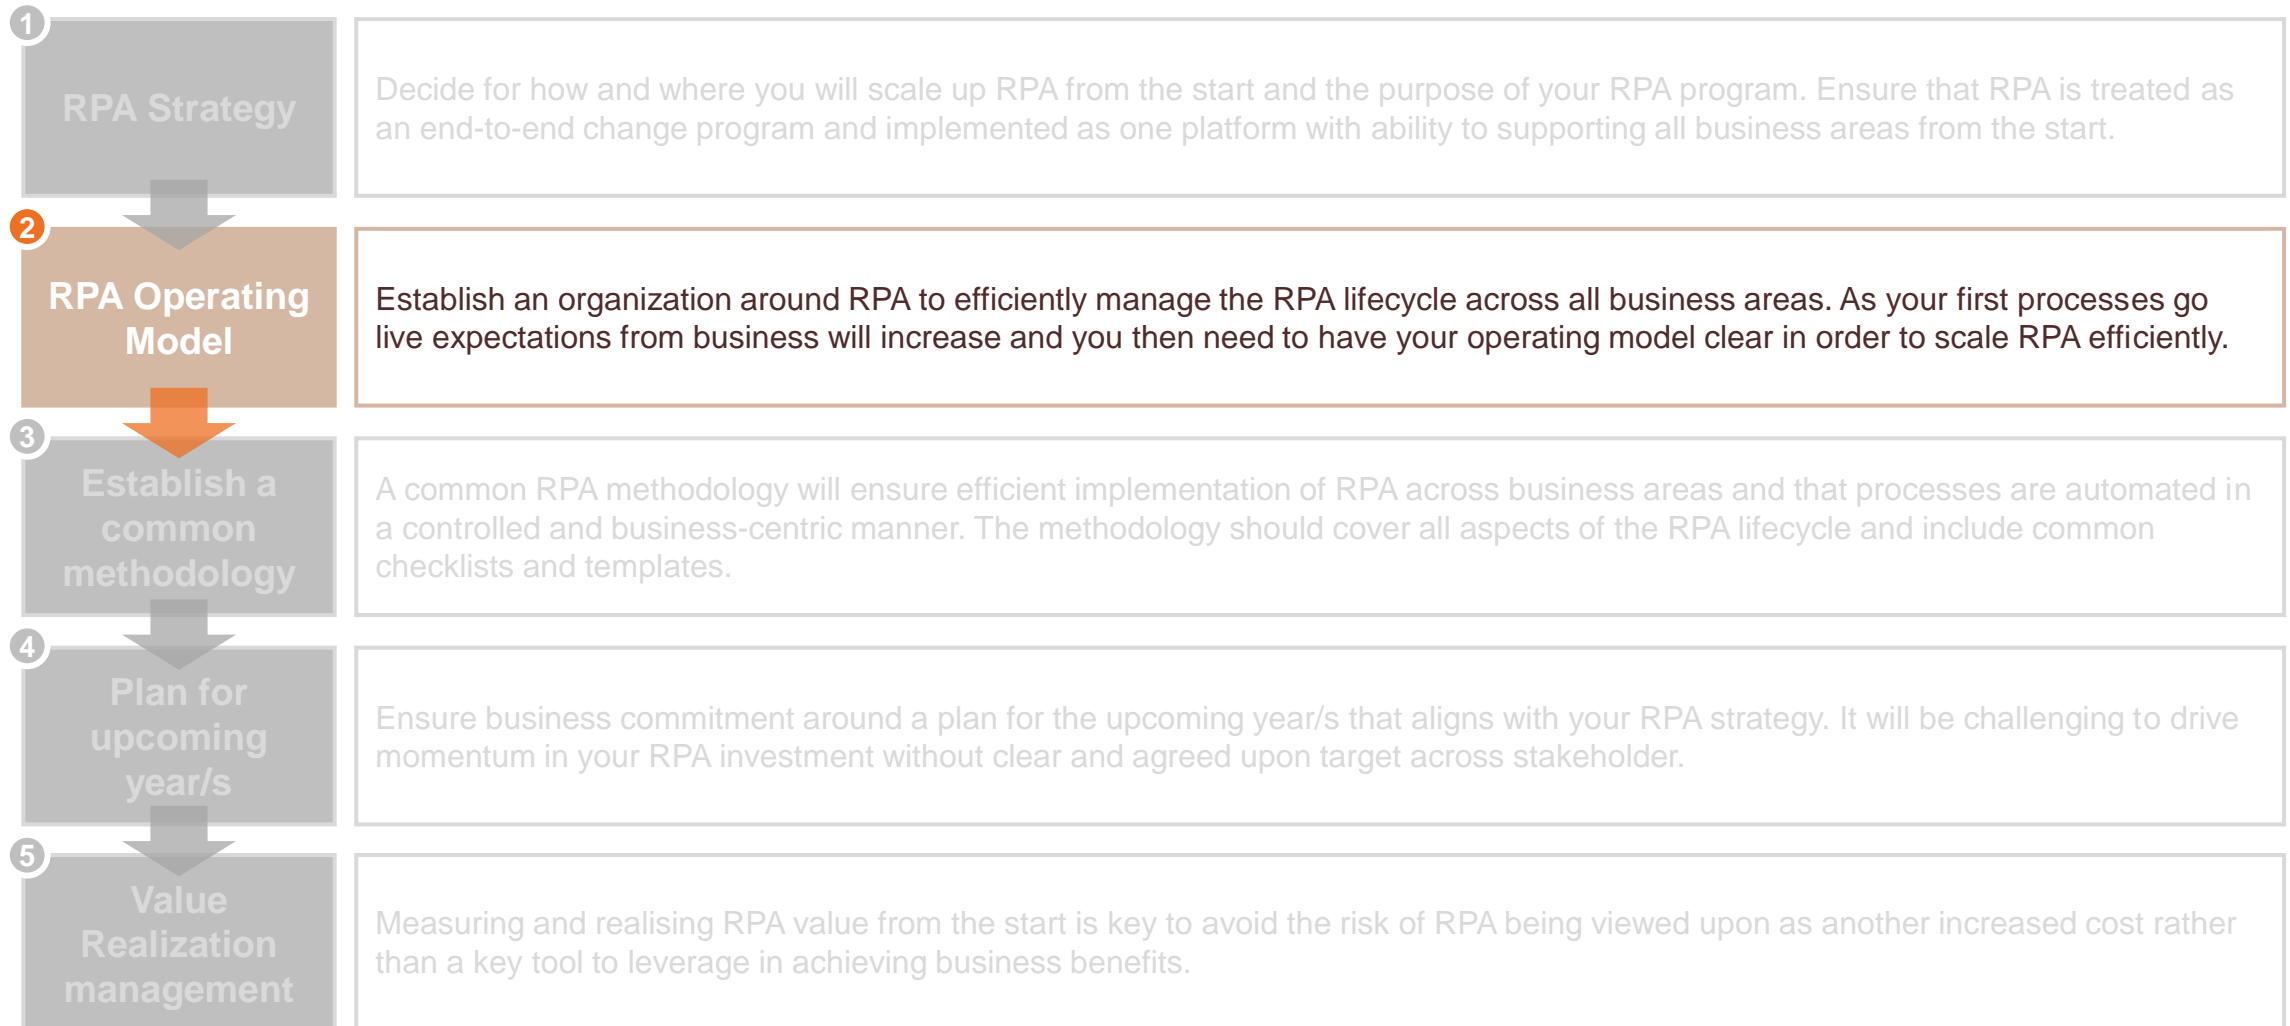 1
RPA Strategy
Decide for how and where you will scale up RPA from the start and the purpose of your RPA program. Ensure that RPA is treated as
an end-to-end change program and implemented as one platform with ability to supporting all business areas from the start.
2
RPA Operating
Model
Establish an organization around RPA to efficiently manage the RPA lifecycle across all business areas. As your first processes go
live expectations from business will increase and you then need to have your operating model clear in order to scale RPA efficiently.
3
Establish a
common
methodology
A common RPA methodology will ensure efficient implementation of RPA across business areas and that processes are automated in
a controlled and business-centric manner. The methodology should cover all aspects of the RPA lifecycle and include common
checklists and templates.
4
Plan for
upcoming
year/s
Ensure business commitment around a plan for the upcoming year/s that aligns with your RPA strategy. It will be challenging to drive
momentum in your RPA investment without clear and agreed upon target across stakeholder.
5
Value
Realization
management
Measuring and realising RPA value from the start is key to avoid the risk of RPA being viewed upon as another increased cost rather
than a key tool to leverage in achieving business benefits.